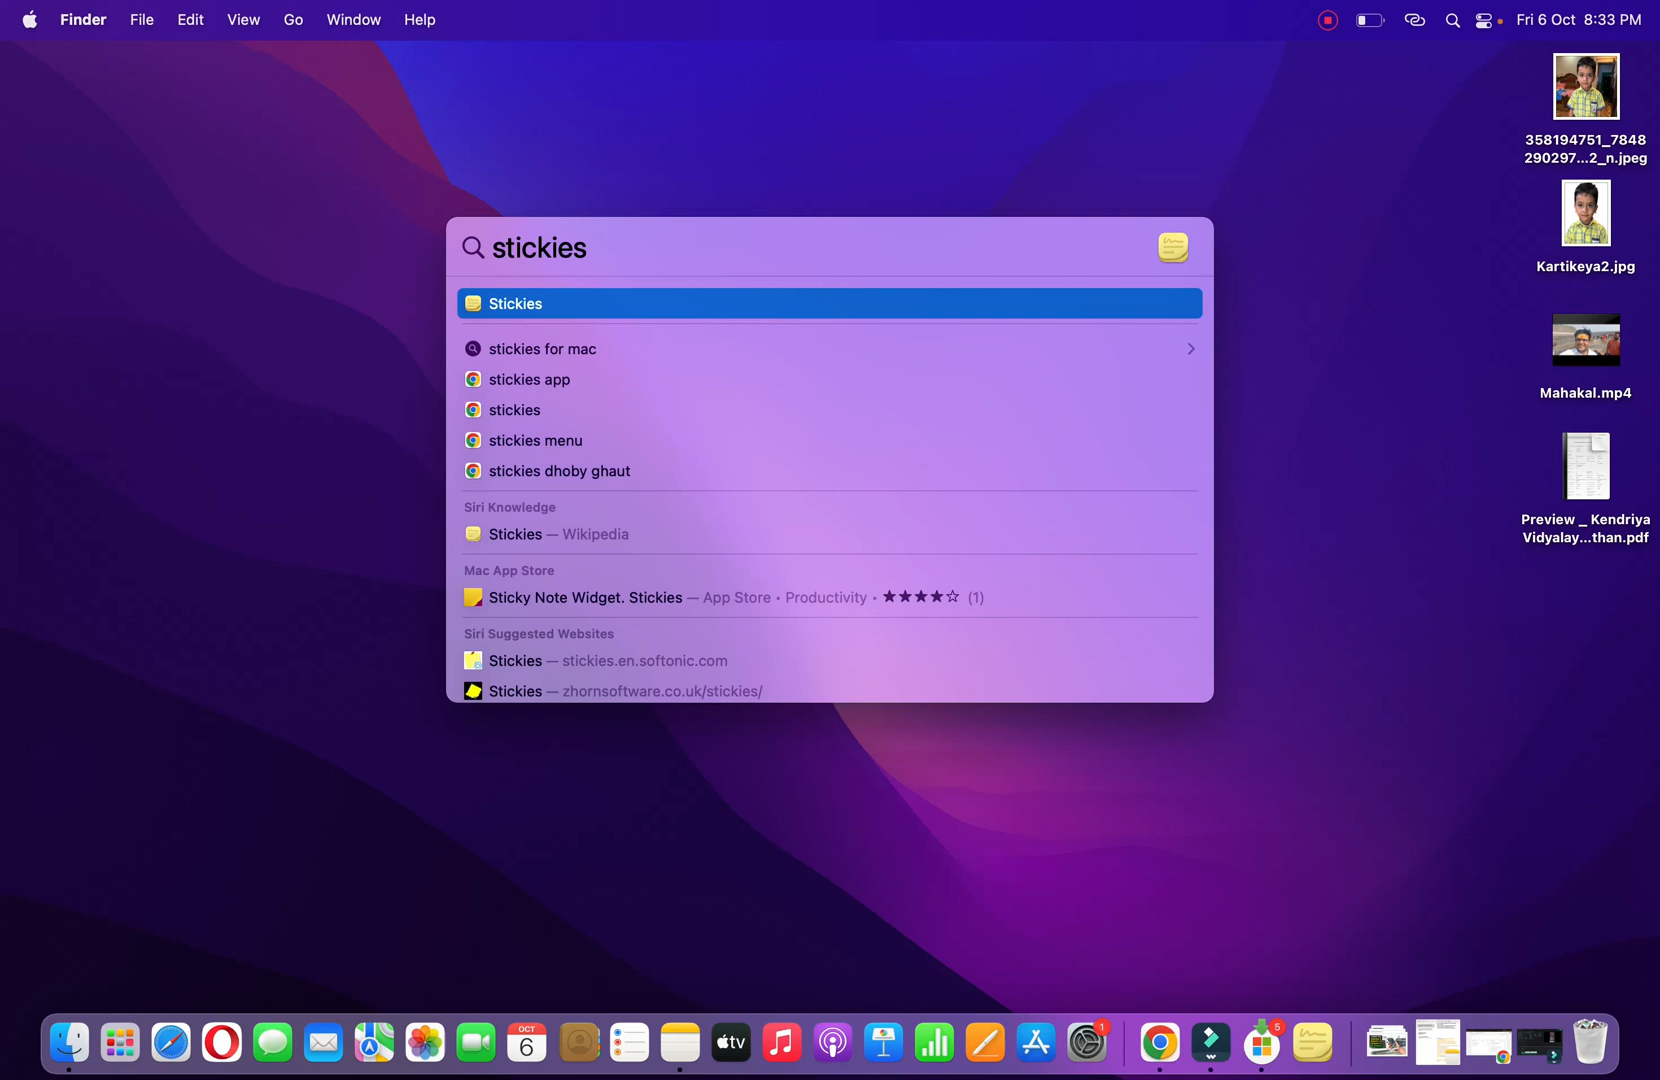 Finder File Edit View Go Window Help Fri 6 Oct 8:33 PM
358194751_7848
290297...2_n.jpeg
Kartikeya2.jpg
Mahakal.mp4
Preview _ Kendriya
Vidyalay...than.pdf
stickies
Stickies
stickies for mac
stickies app
stickies
stickies menu
stickies dhoby ghaut
Siri Knowledge
Stickies — Wikipedia
Mac App Store
Sticky Note Widget. Stickies — App Store • Productivity • ★★★★☆ (1)
Siri Suggested Websites
Stickies — stickies.en.softonic.com
Stickies — zhornsoftware.co.uk/stickies/
OCT
6
tv
1
5